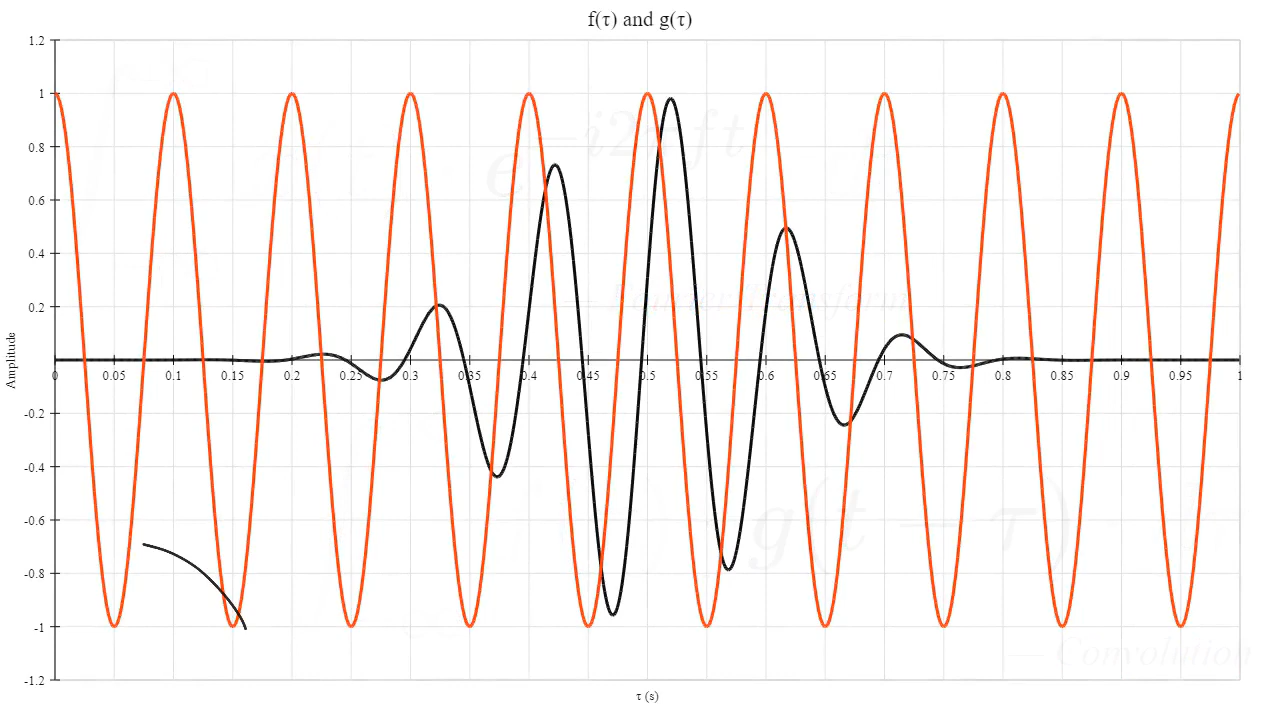 f(τ) and g(τ)
1.2
1
0.8
0.6
0.4
0.2
0 0.05 0.1 0.15 0.2 0.25 0.3 0.35 0.4 0.45 0.5 0.55 0.6 0.65 0.7 0.75 0.8 0.85 0.9 0.95 1
-0.2
-0.4
-0.6
-0.8
-1
-1.2
Amplitude
τ (s)
g(t − τ)
— Convolution